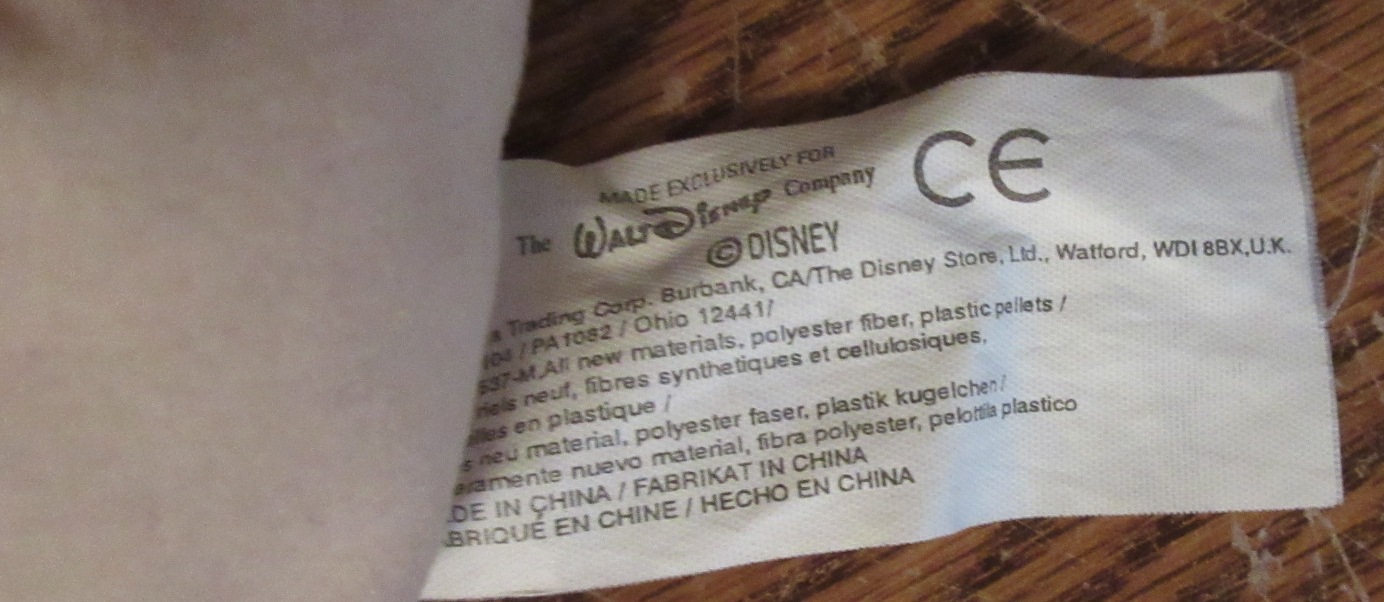 MADE EXCLUSIVELY FOR
The WALT Disney Company
CE
© DISNEY
Trading Corp. Burbank, CA/The Disney Store, Ltd., Watford, WDI 8BX,U.K.
/ PA1082 / Ohio 12441/
All new materials, polyester fiber, plastic pellets /
neuf, fibres synthetiques et cellulosiques,
en plastique /
neu material, polyester faser, plastik kugelchen /
nuevo material, fibra polyester, pelotilla plastico
DE IN CHINA / FABRIKAT IN CHINA
BRIQUÉ EN CHINE / HECHO EN CHINA